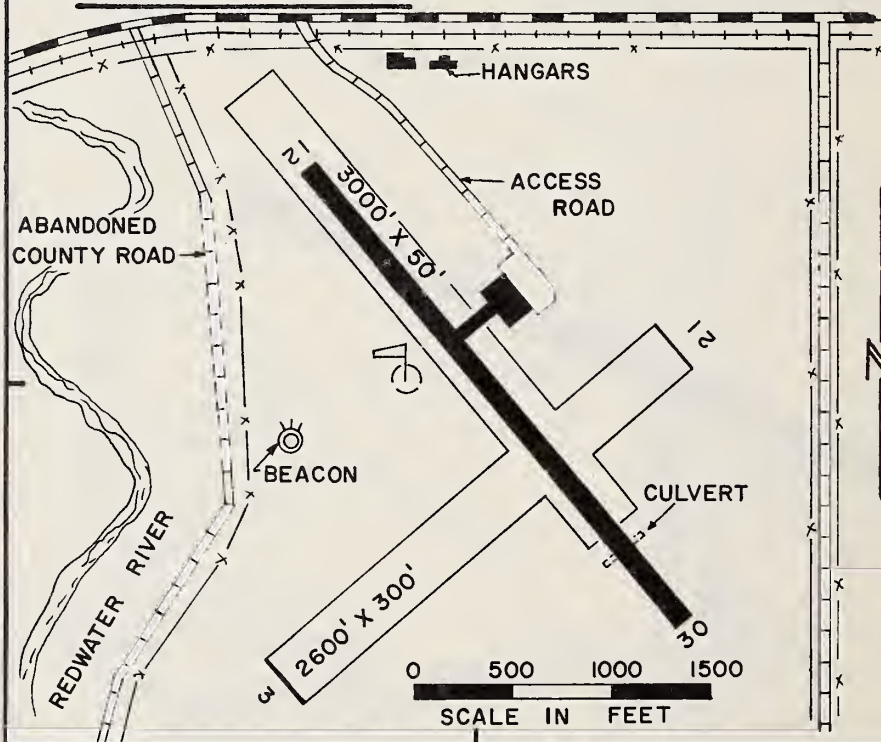 HANGARS
ACCESS
ROAD
12
3000' X 50'
ABANDONED
COUNTY ROAD
21
BEACON
CULVERT
REDWATER RIVER
2600' X 300'
3
30
0 500 1000 1500
SCALE IN FEET